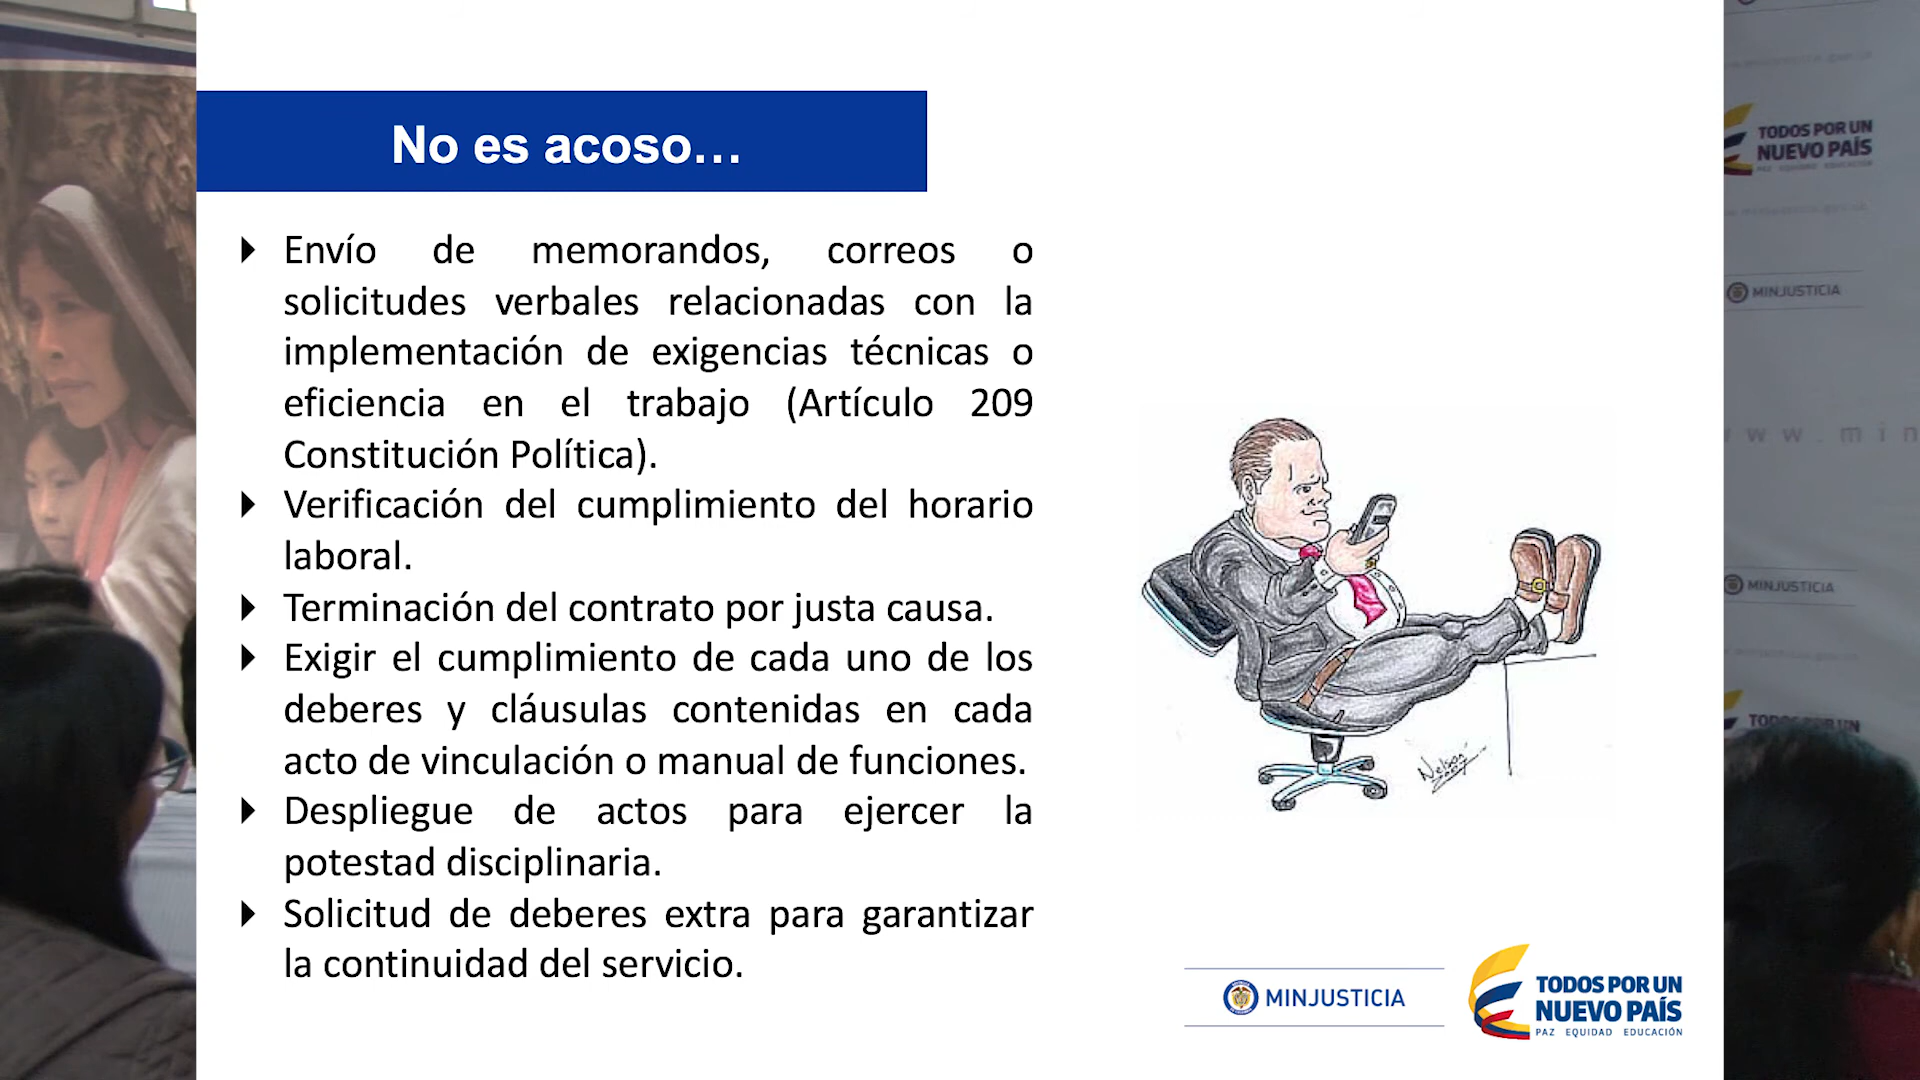 No es acoso…
Envío de memorandos, correos o
solicitudes verbales relacionadas con la
implementación de exigencias técnicas o
eficiencia en el trabajo (Artículo 209
Constitución Política).
Verificación del cumplimiento del horario
laboral.
Terminación del contrato por justa causa.
Exigir el cumplimiento de cada uno de los
deberes y cláusulas contenidas en cada
acto de vinculación o manual de funciones.
Despliegue de actos para ejercer la
potestad disciplinaria.
Solicitud de deberes extra para garantizar
la continuidad del servicio.
MINJUSTICIA
TODOS POR UN
NUEVO PAÍS
PAZ EQUIDAD EDUCACIÓN
TODOS POR UN
NUEVO PAÍS
PAZ EQUIDAD EDUCACIÓN
MINJUSTICIA
MINJUSTICIA